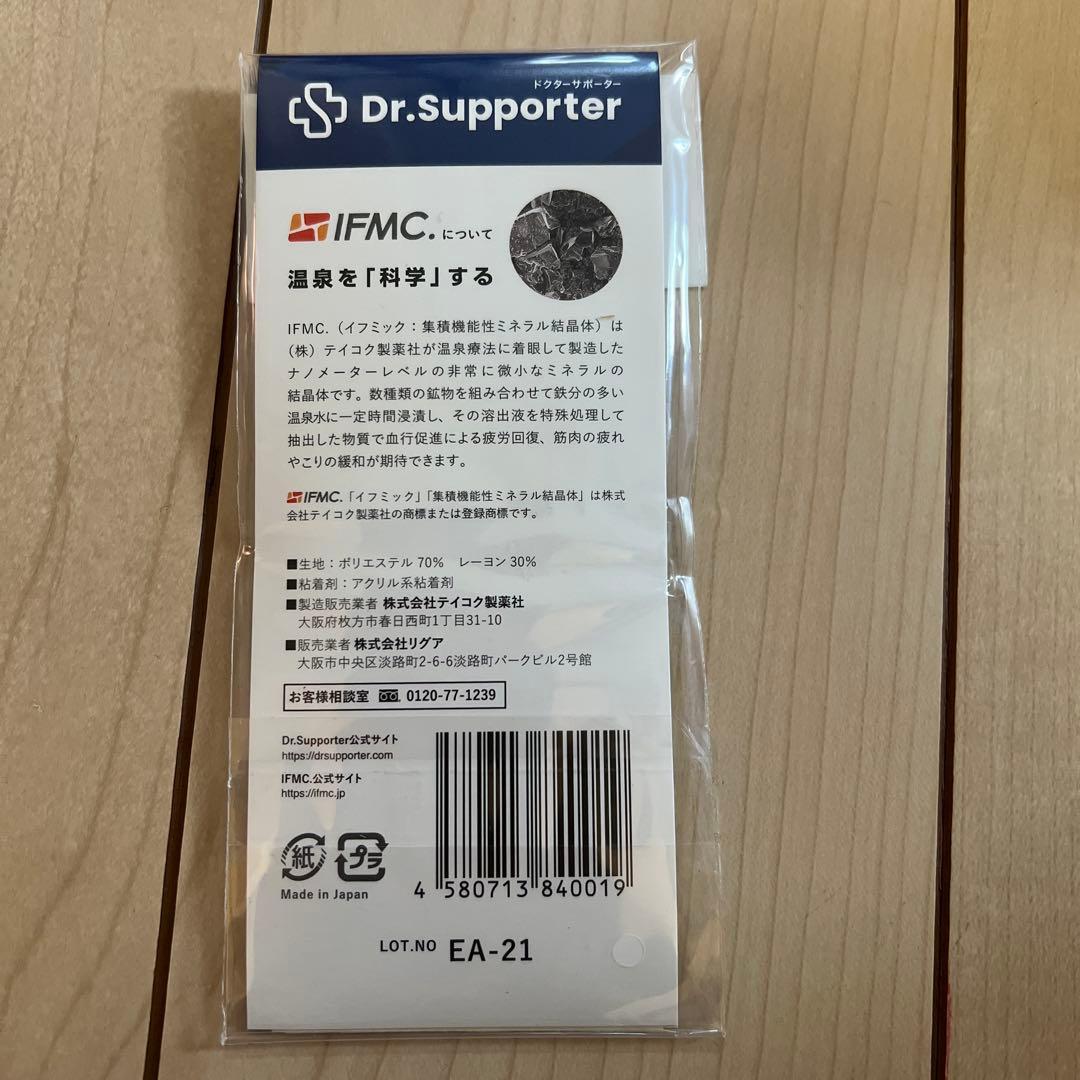 ドクターサポーター
Dr.Supporter
IFMC.について
温泉を「科学」する
IFMC.（イフミック：集積機能性ミネラル結晶体）は
（株）テイコク製薬社が温泉療法に着眼して製造した
ナノメーターレベルの非常に微小なミネラルの
結晶体です。数種類の鉱物を組み合わせて鉄分の多い
温泉水に一定時間浸漬し、その溶出液を特殊処理して
抽出した物質で血行促進による疲労回復、筋肉の疲れ
やこりの緩和が期待できます。
IFMC.「イフミック」「集積機能性ミネラル結晶体」は株式
会社テイコク製薬社の商標または登録商標です。
■生地：ポリエステル 70%　レーヨン 30%
■粘着剤：アクリル系粘着剤
■製造販売業者 株式会社テイコク製薬社
大阪府枚方市春日西町1丁目31-10
■販売業者 株式会社リグア
大阪市中央区淡路町2-6-6淡路町パークビル2号館
お客様相談室 0120-77-1239
Dr.Supporter公式サイト
https://drsupporter.com
IFMC.公式サイト
https://ifmc.jp
紙 プラ
Made in Japan
4 580713 840019
LOT.NO EA-21